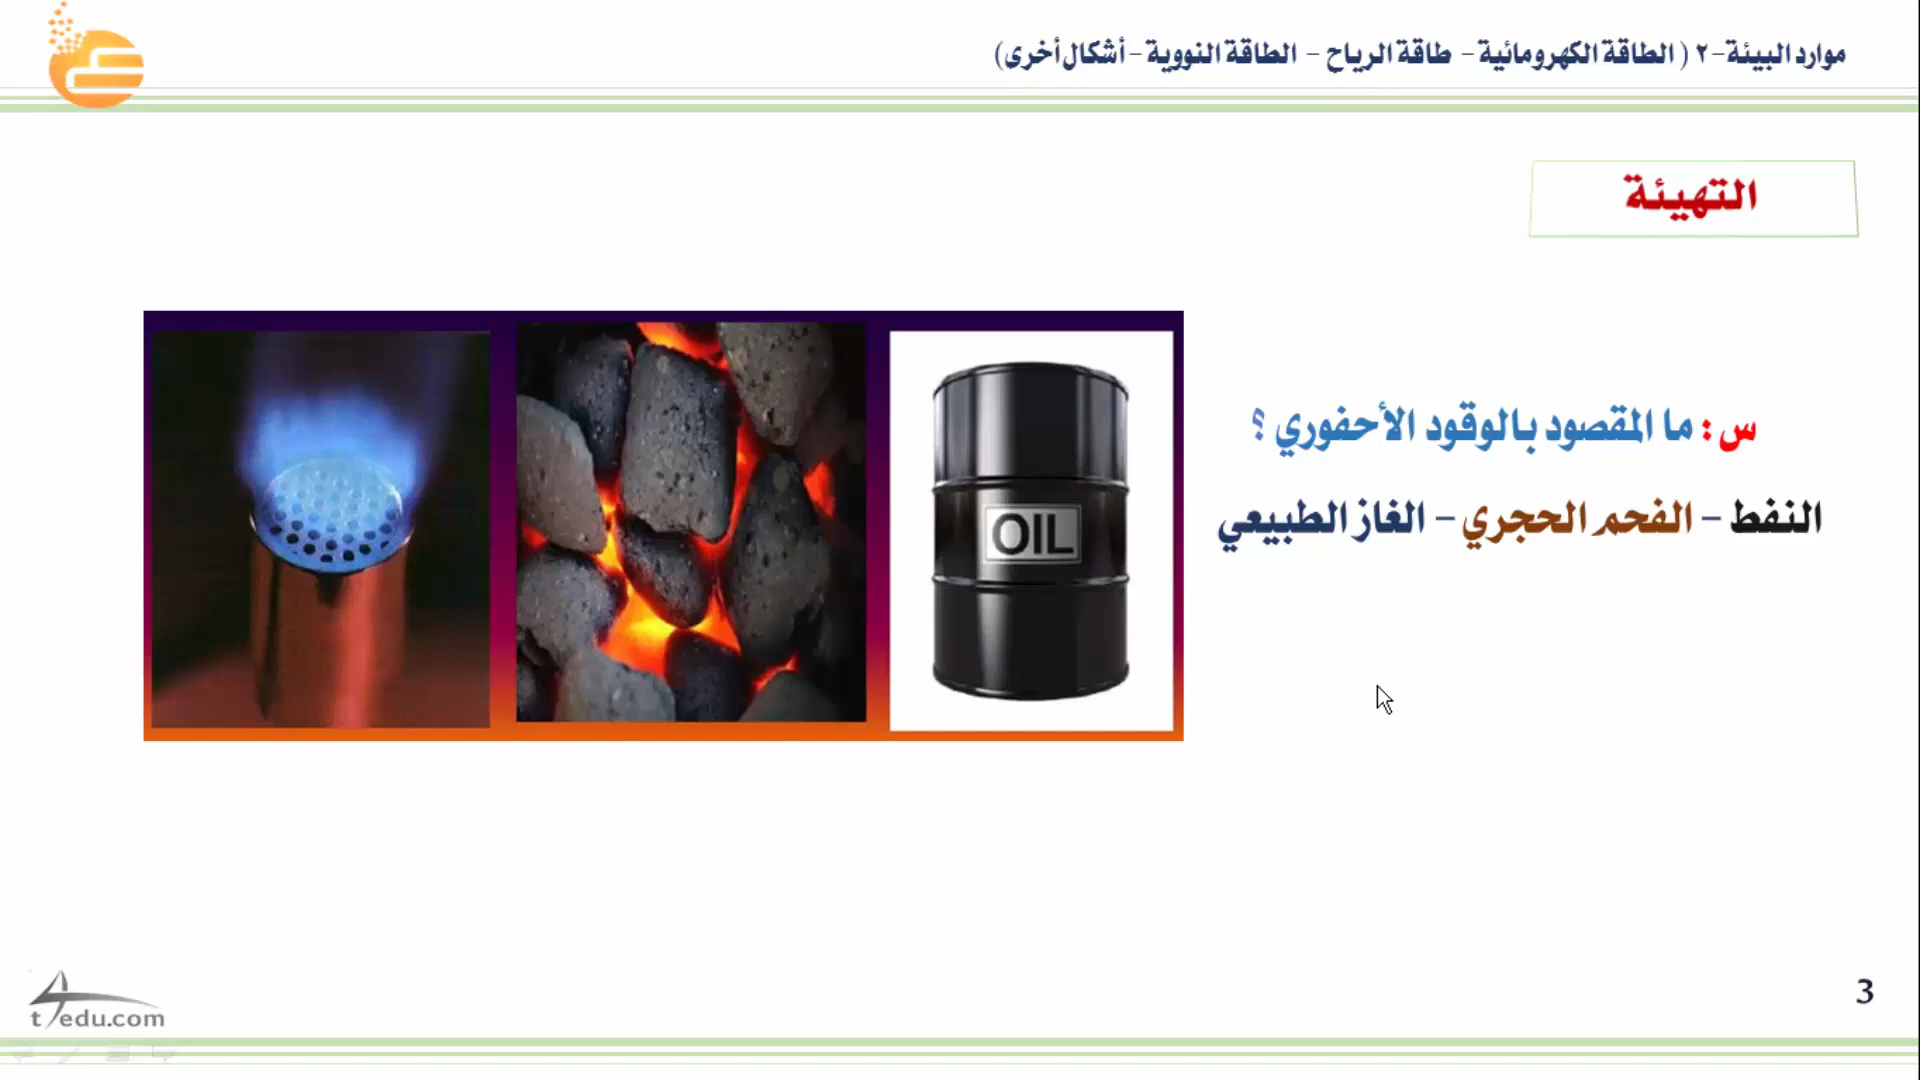 موارد البيئة-٢ ( الطاقة الكهرومائية- طاقة الرياح - الطاقة النووية-أشكال أخرى)
التهيئة
س : ما المقصود بالوقود الأحفوري ؟
النفط - الفحم الحجري - الغاز الطبيعي
OIL
t4edu.com
3